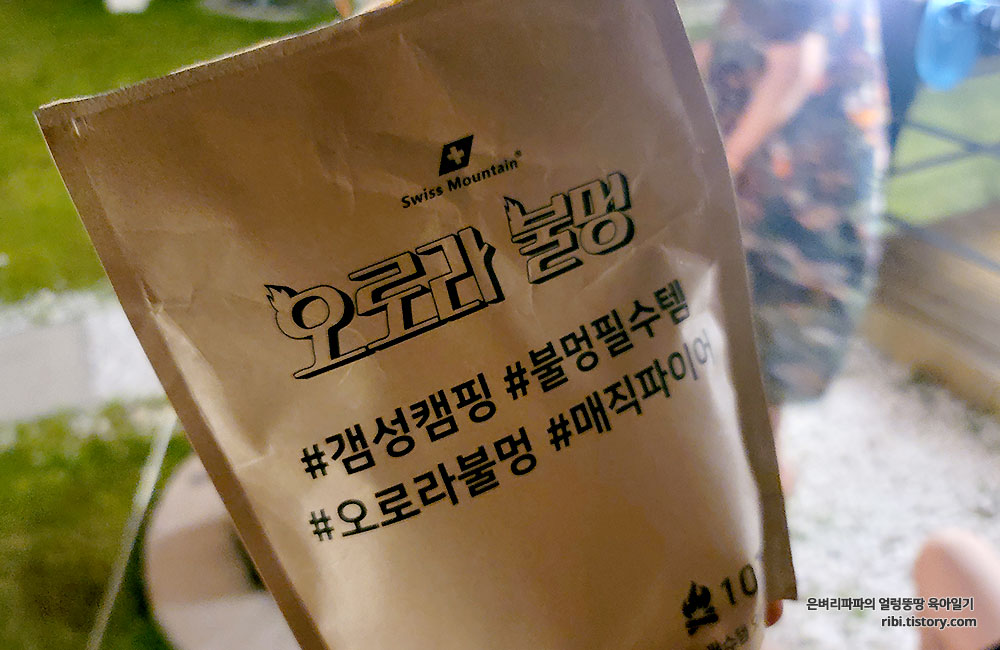 Swiss Mountain®
오로라 불멍
#갬성캠핑 #불멍필수템
#오로라불멍 #매직파이어
10
은벼리파파의 얼렁뚱땅 육아일기
ribi.tistory.com